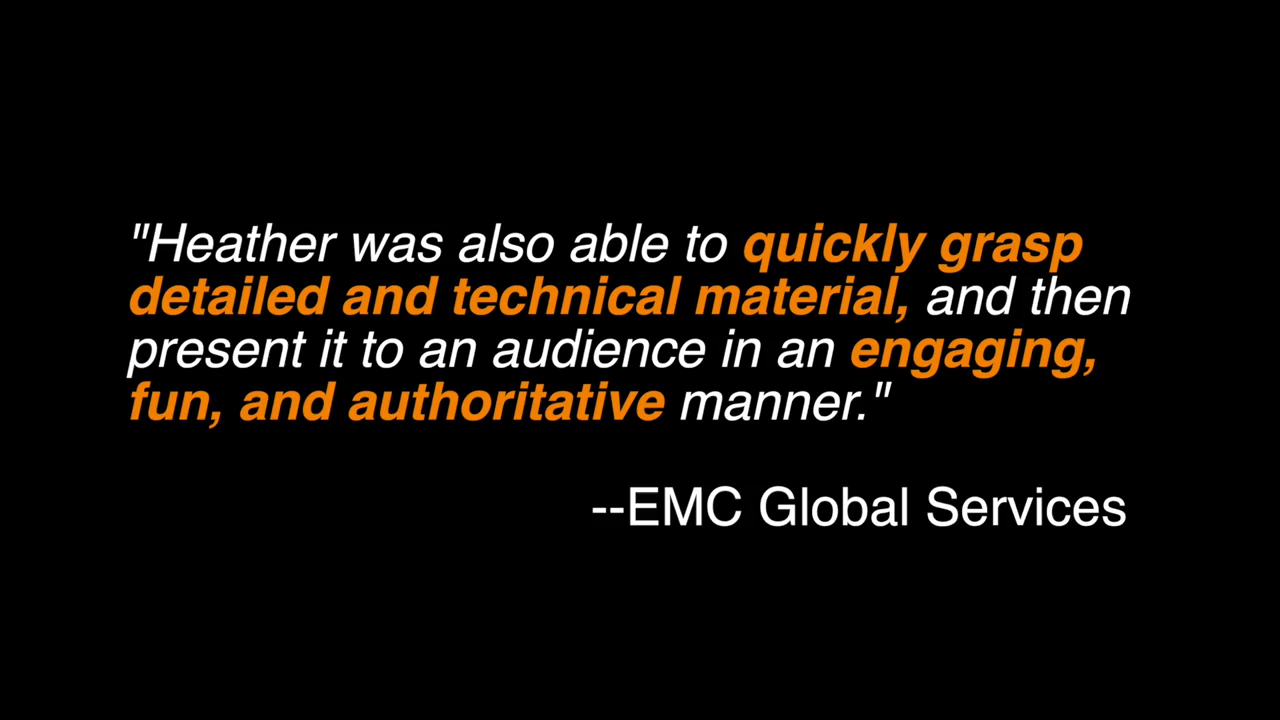 "Heather was also able to quickly grasp
detailed and technical material, and then
present it to an audience in an engaging,
fun, and authoritative manner."
--EMC Global Services